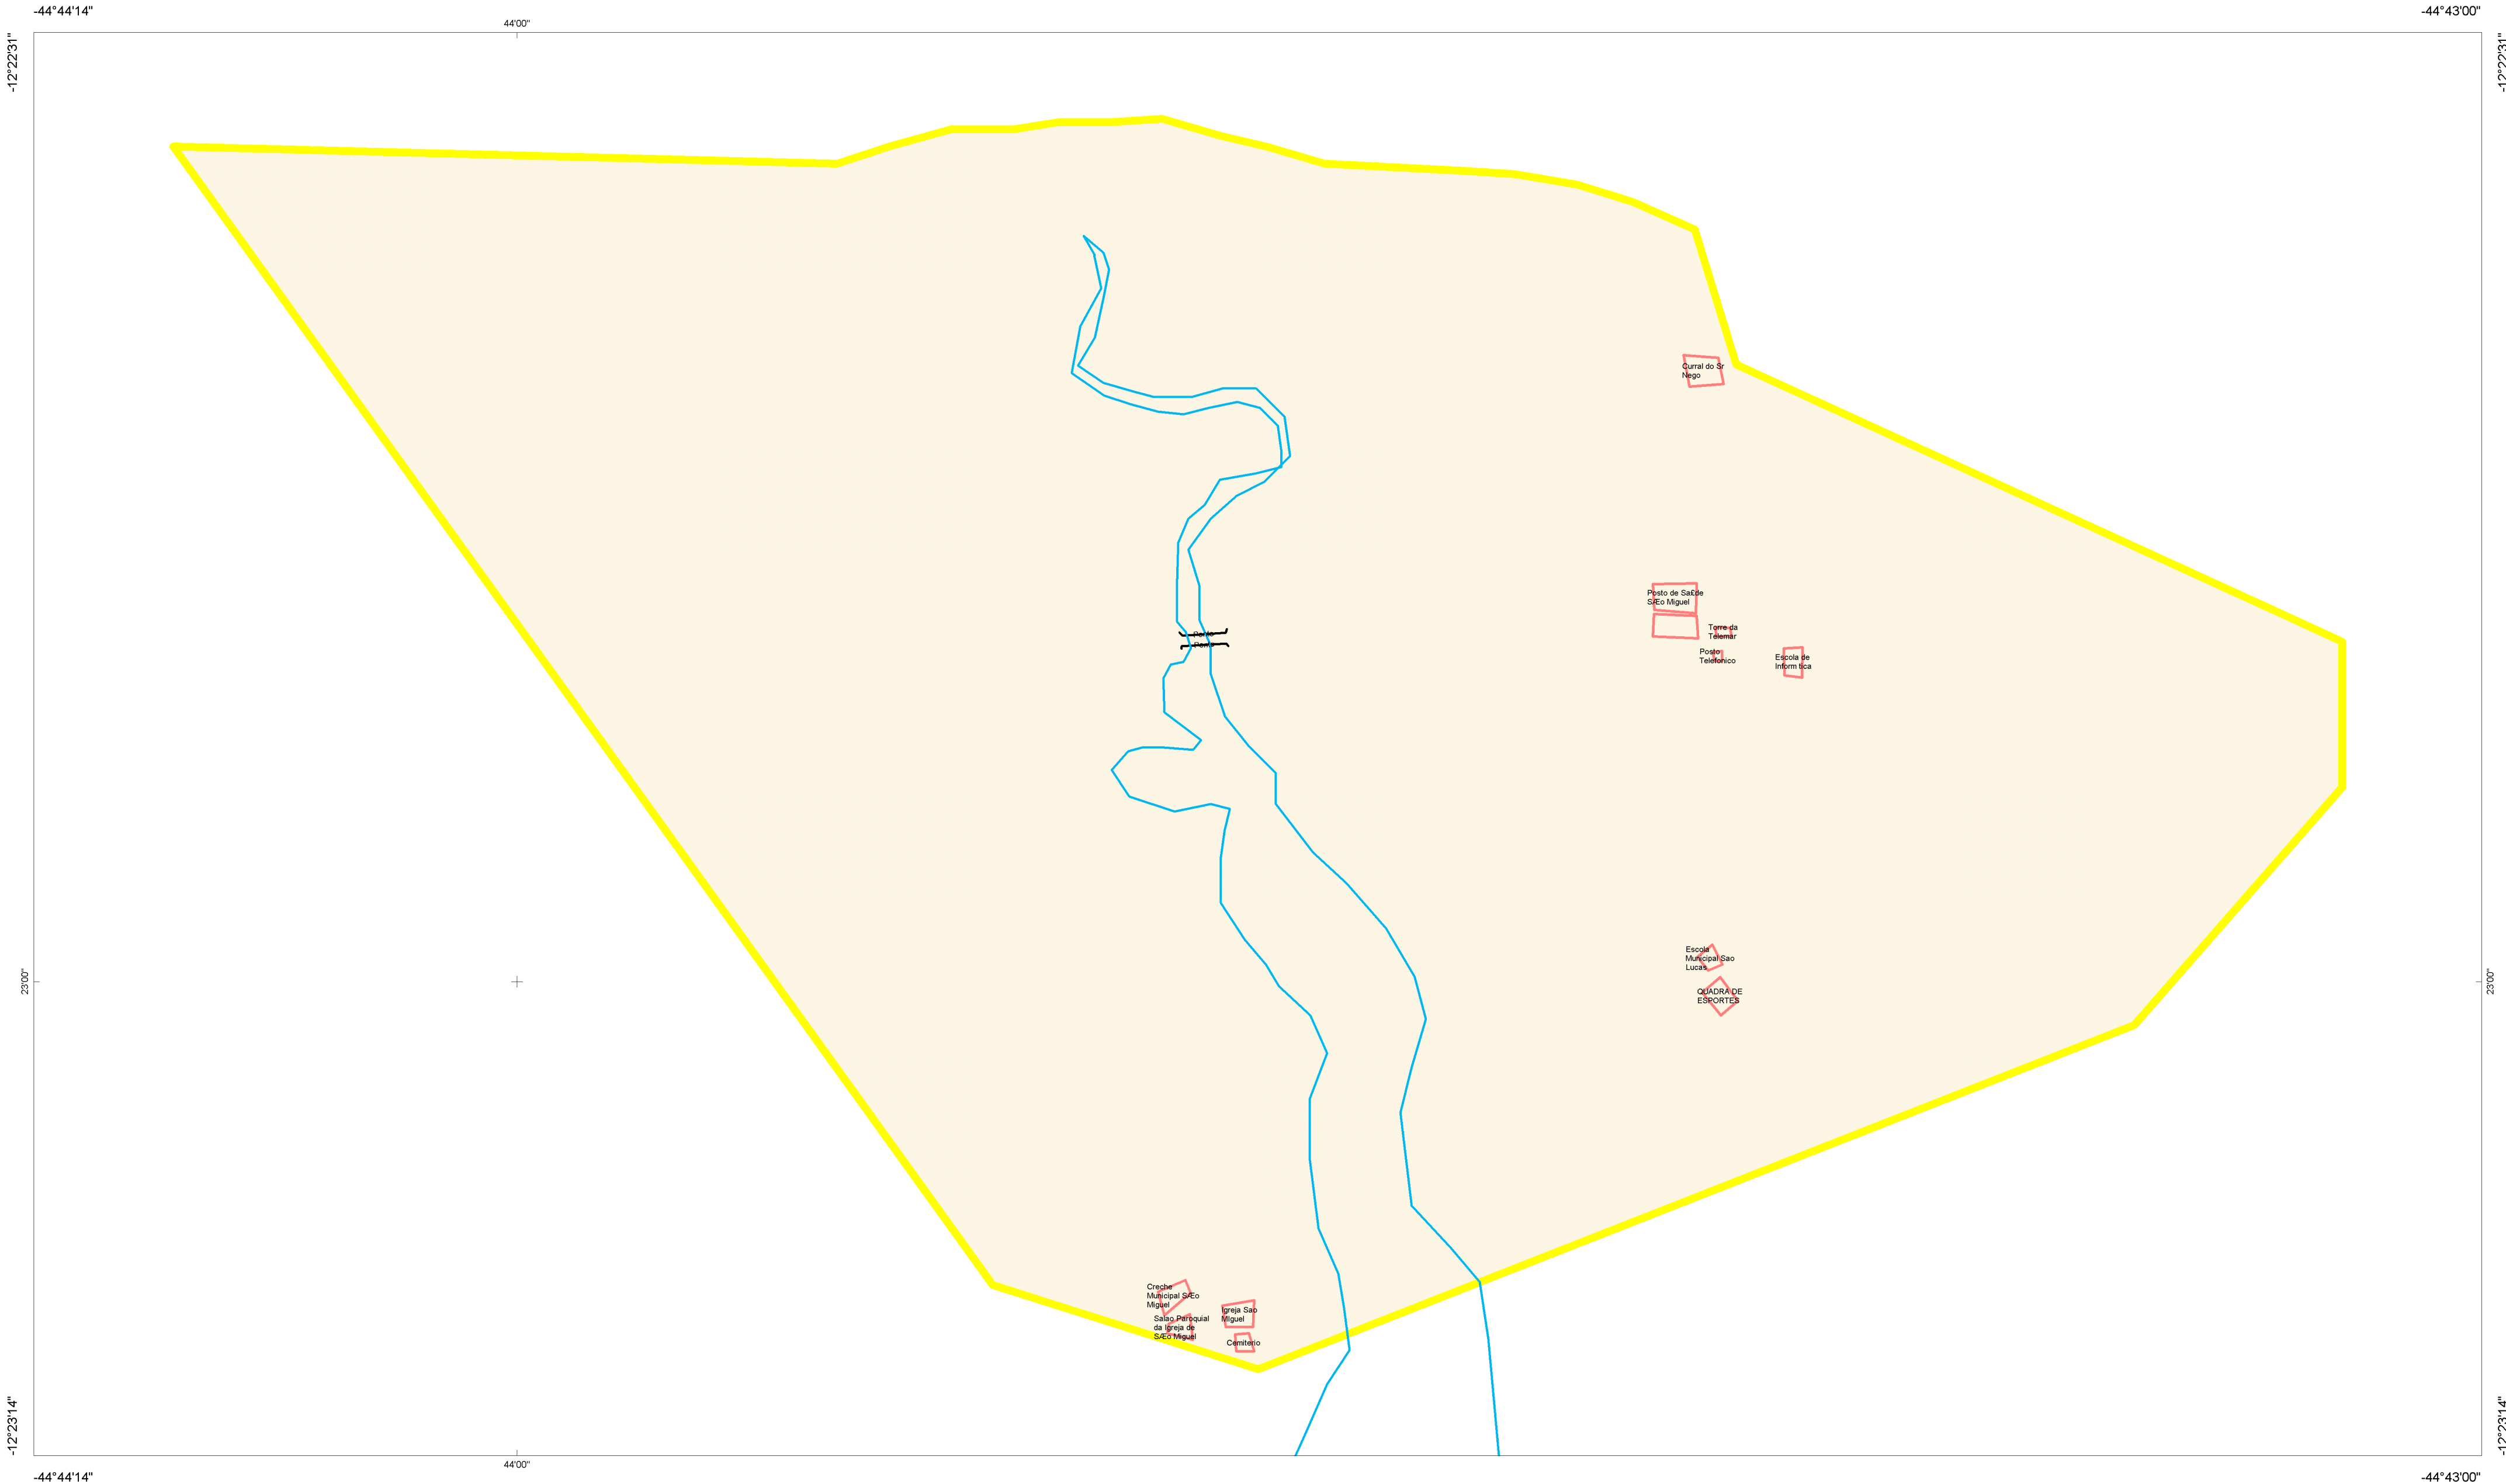 -44°44'14"
44'00"
-44°43'00"
-12°22'31"
-12°22'31"
Curral do Sr
Nego
Posto de Sa£de
SÆo Miguel
Torre da
Telemar
Ponte
Ponte
Posto
Telefonico
Escola de
Inform tica
Escola
Municipal Sao
Lucas
23'00"
23'00"
QUADRA DE
ESPORTES
Creche
Municipal SÆo
Miguel
Igreja Sao
MIguel
Salao Paroquial
da Igreja de
SÆo Miguel
Cemiterio
-12°23'14"
-12°23'14"
-44°44'14"
44'00"
-44°43'00"